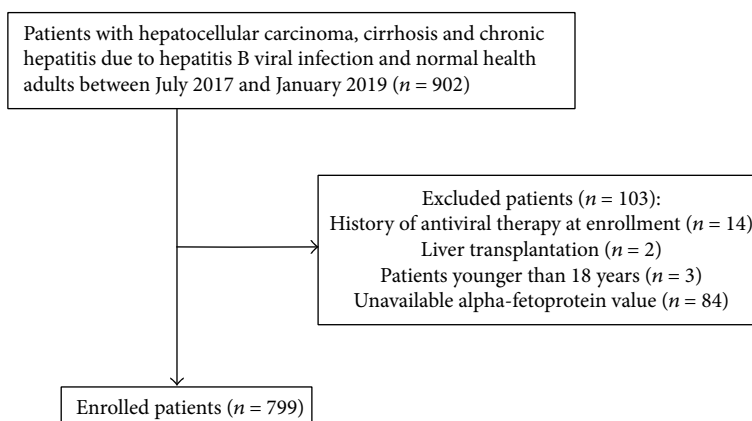 Patients with hepatocellular carcinoma, cirrhosis and chronic
hepatitis due to hepatitis B viral infection and normal health
adults between July 2017 and January 2019 (n = 902)
Excluded patients (n = 103):
History of antiviral therapy at enrollment (n = 14)
Liver transplantation (n = 2)
Patients younger than 18 years (n = 3)
Unavailable alpha-fetoprotein value (n = 84)
Enrolled patients (n = 799)